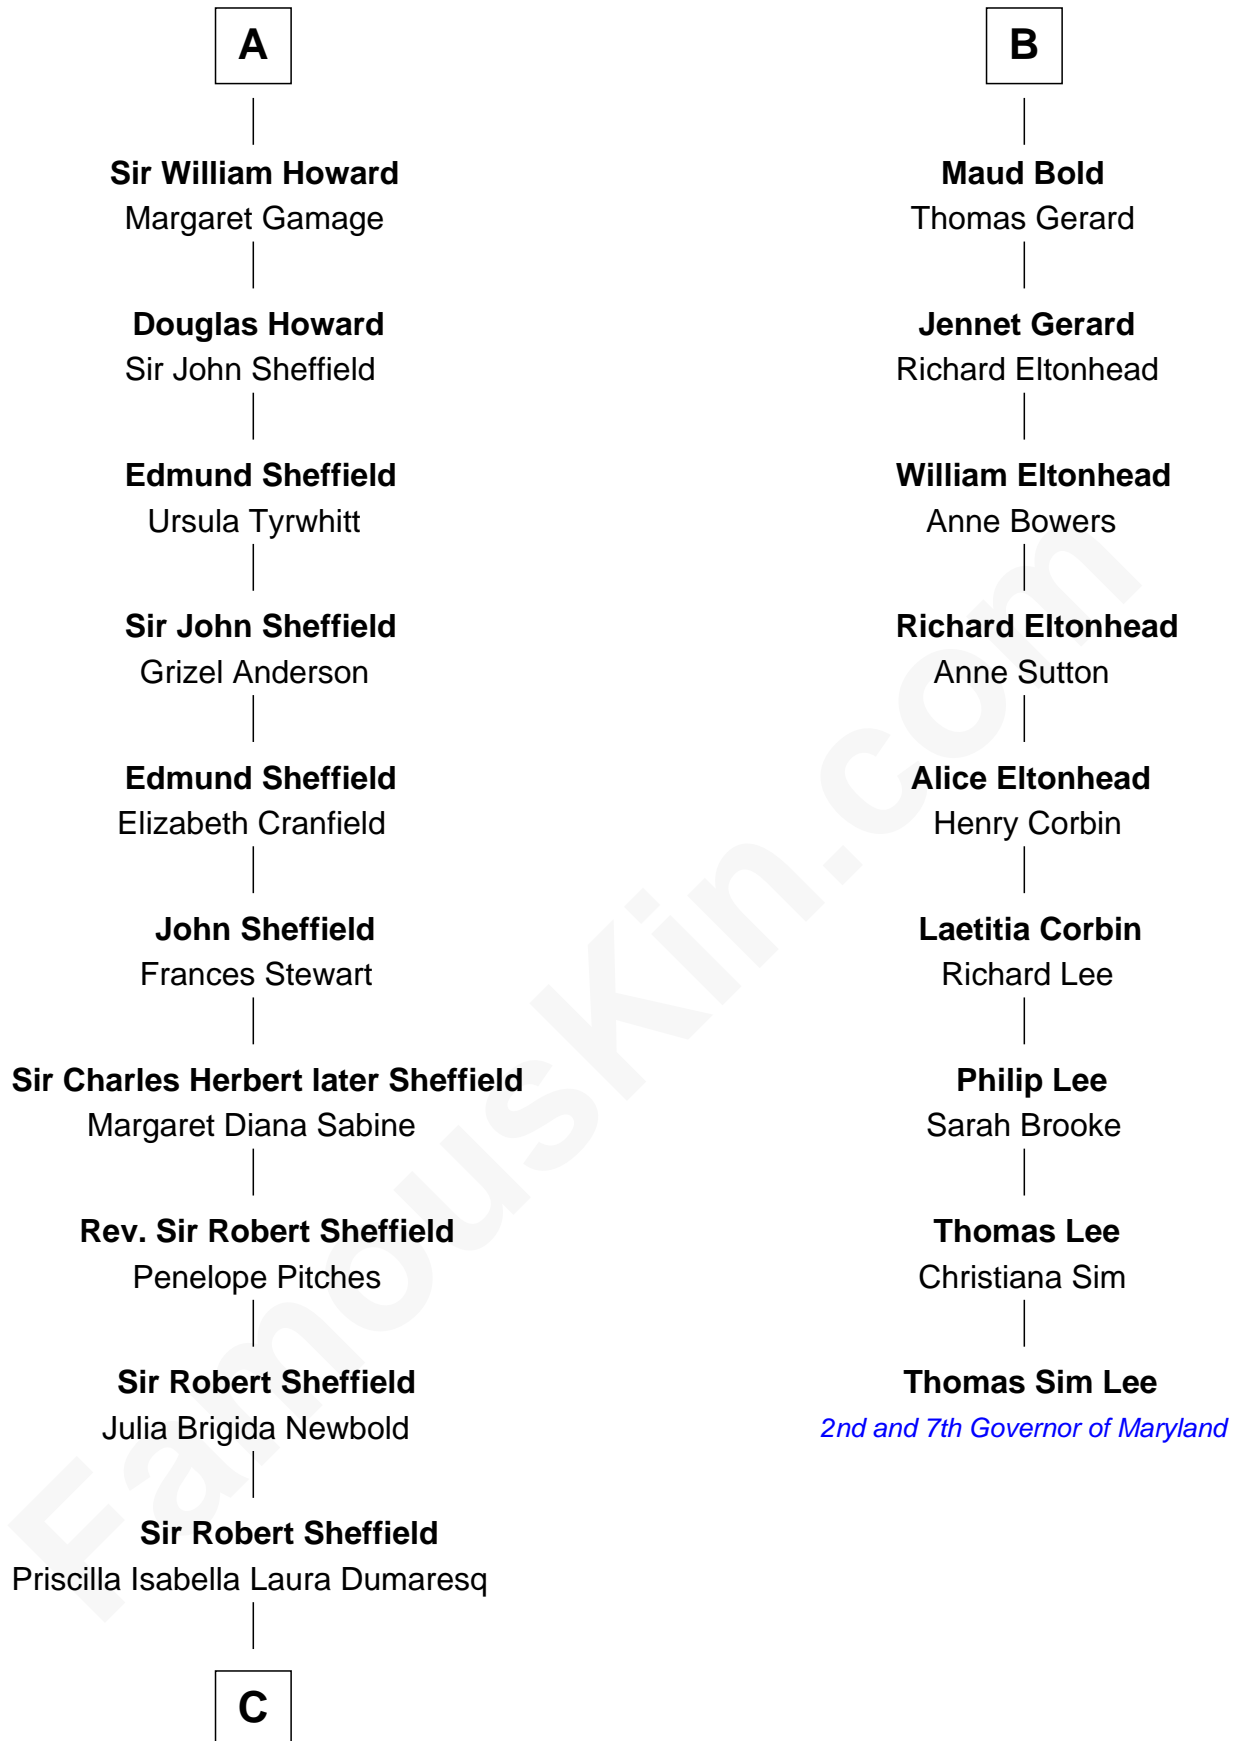 A
Sir William Howard
Margaret Gamage
Douglas Howard
Sir John Sheffield
Edmund Sheffield
Ursula Tyrwhitt
Sir John Sheffield
Grizel Anderson
Edmund Sheffield
Elizabeth Cranfield
John Sheffield
Frances Stewart
Sir Charles Herbert later Sheffield
Margaret Diana Sabine
Rev. Sir Robert Sheffield
Penelope Pitches
Sir Robert Sheffield
Julia Brigida Newbold
Sir Robert Sheffield
Priscilla Isabella Laura Dumaresq
C
B
Maud Bold
Thomas Gerard
Jennet Gerard
Richard Eltonhead
William Eltonhead
Anne Bowers
Richard Eltonhead
Anne Sutton
Alice Eltonhead
Henry Corbin
Laetitia Corbin
Richard Lee
Philip Lee
Sarah Brooke
Thomas Lee
Christiana Sim
Thomas Sim Lee
2nd and 7th Governor of Maryland
FamousKin.com